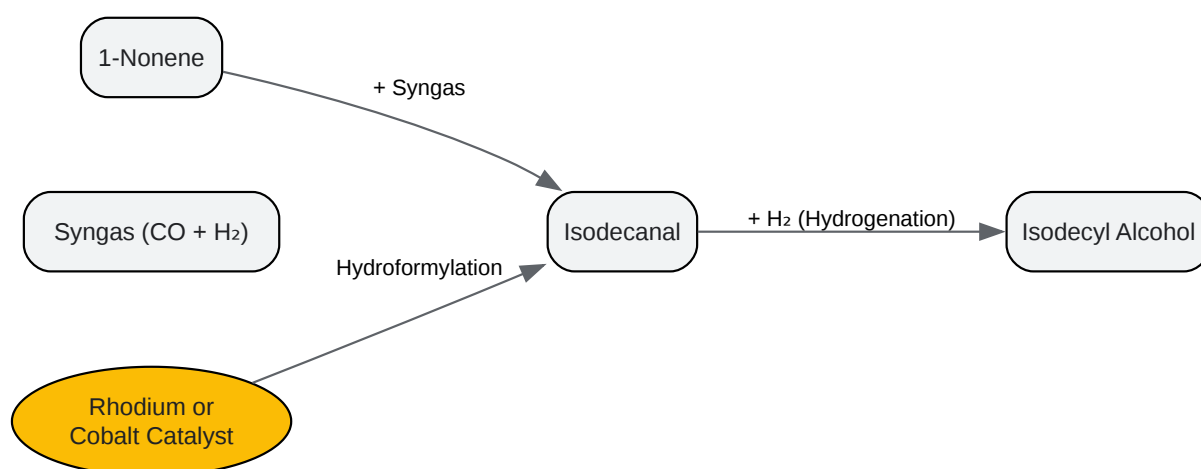 1-Nonene
+ Syngas
Syngas (CO + H₂)
Isodecanal
+ H₂ (Hydrogenation)
Isodecyl Alcohol
Hydroformylation
Rhodium or
Cobalt Catalyst